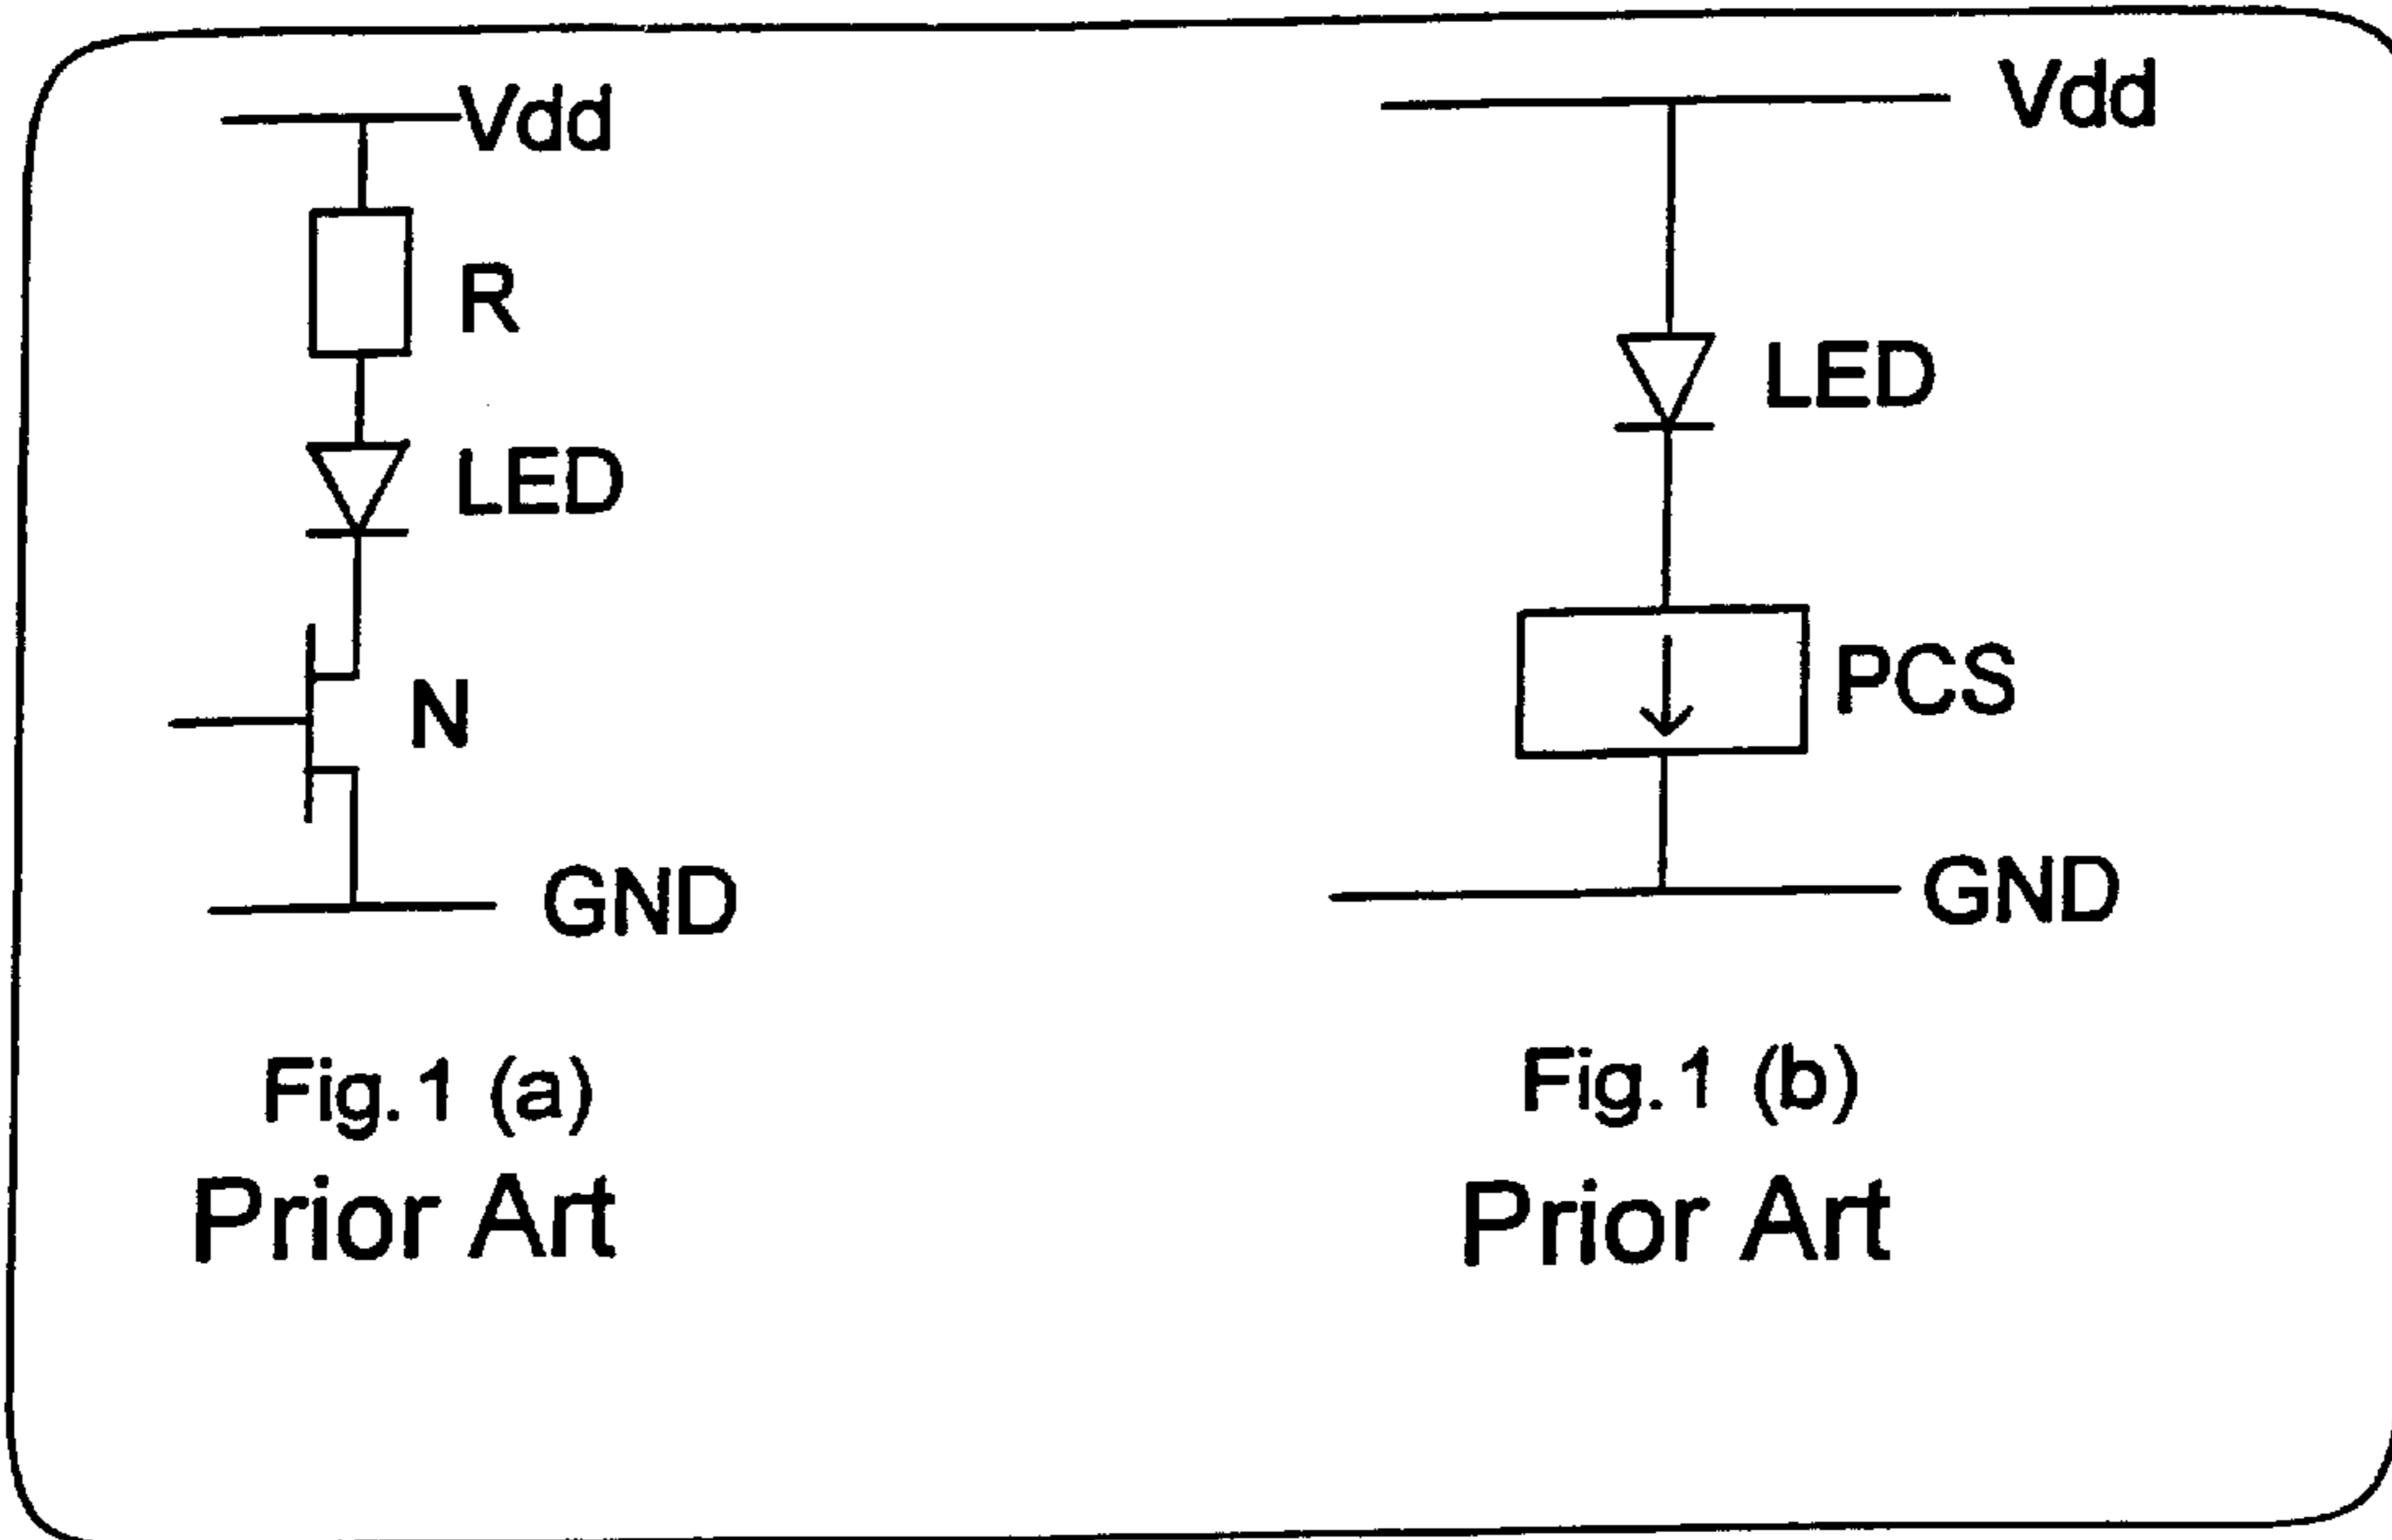 Vdd
R
LED
N
GND
Fig.1 (a)
Prior Art
Vdd
LED
PCS
GND
Fig.1 (b)
Prior Art